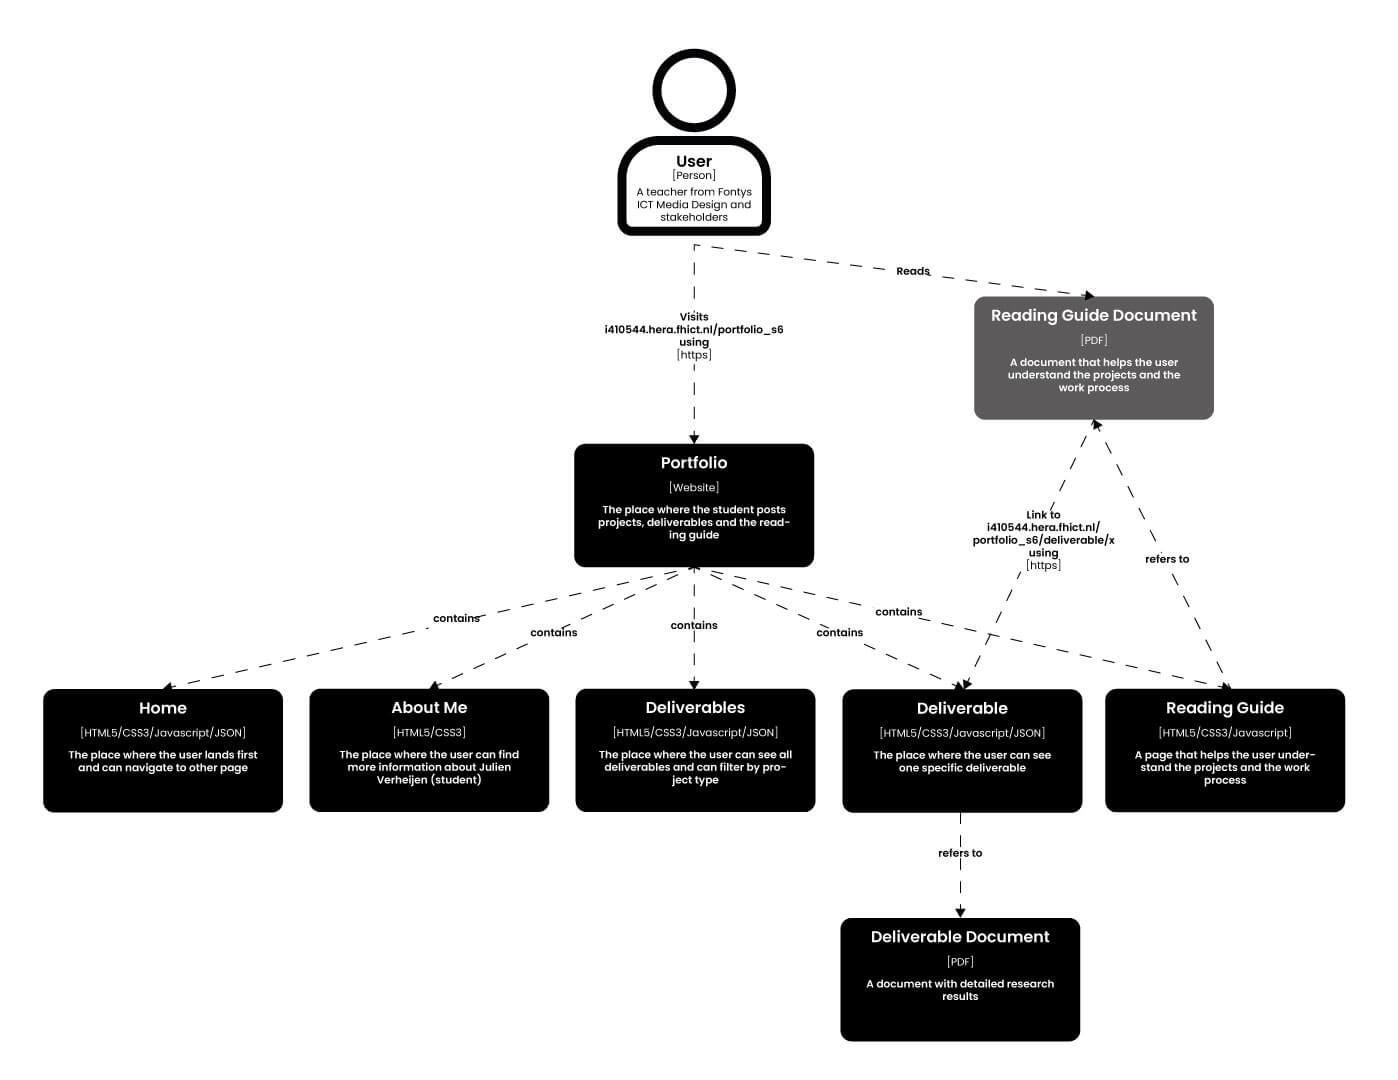 User
[Person]
A teacher from Fontys
ICT Media Design and
stakeholders
Reads
Visits
i410544.hera.fhict.nl/portfolio_s6
using
[https]
Reading Guide Document
[PDF]
A document that helps the user
understand the projects and the
work process
Portfolio
[Website]
The place where the student posts
projects, deliverables and the read-
ing guide
Link to
i410544.hera.fhict.nl/
portfolio_s6/deliverable/x
using
[https]
refers to
contains
contains
contains
contains
contains
Home
[HTML5/CSS3/Javascript/JSON]
The place where the user lands first
and can navigate to other page
About Me
[HTML5/CSS3]
The place where the user can find
more information about Julien
Verheijen (student)
Deliverables
[HTML5/CSS3/Javascript/JSON]
The place where the user can see all
deliverables and can filter by pro-
ject type
Deliverable
[HTML5/CSS3/Javascript/JSON]
The place where the user can see
one specific deliverable
Reading Guide
[HTML5/CSS3/Javascript]
A page that helps the user under-
stand the projects and the work
process
refers to
Deliverable Document
[PDF]
A document with detailed research
results